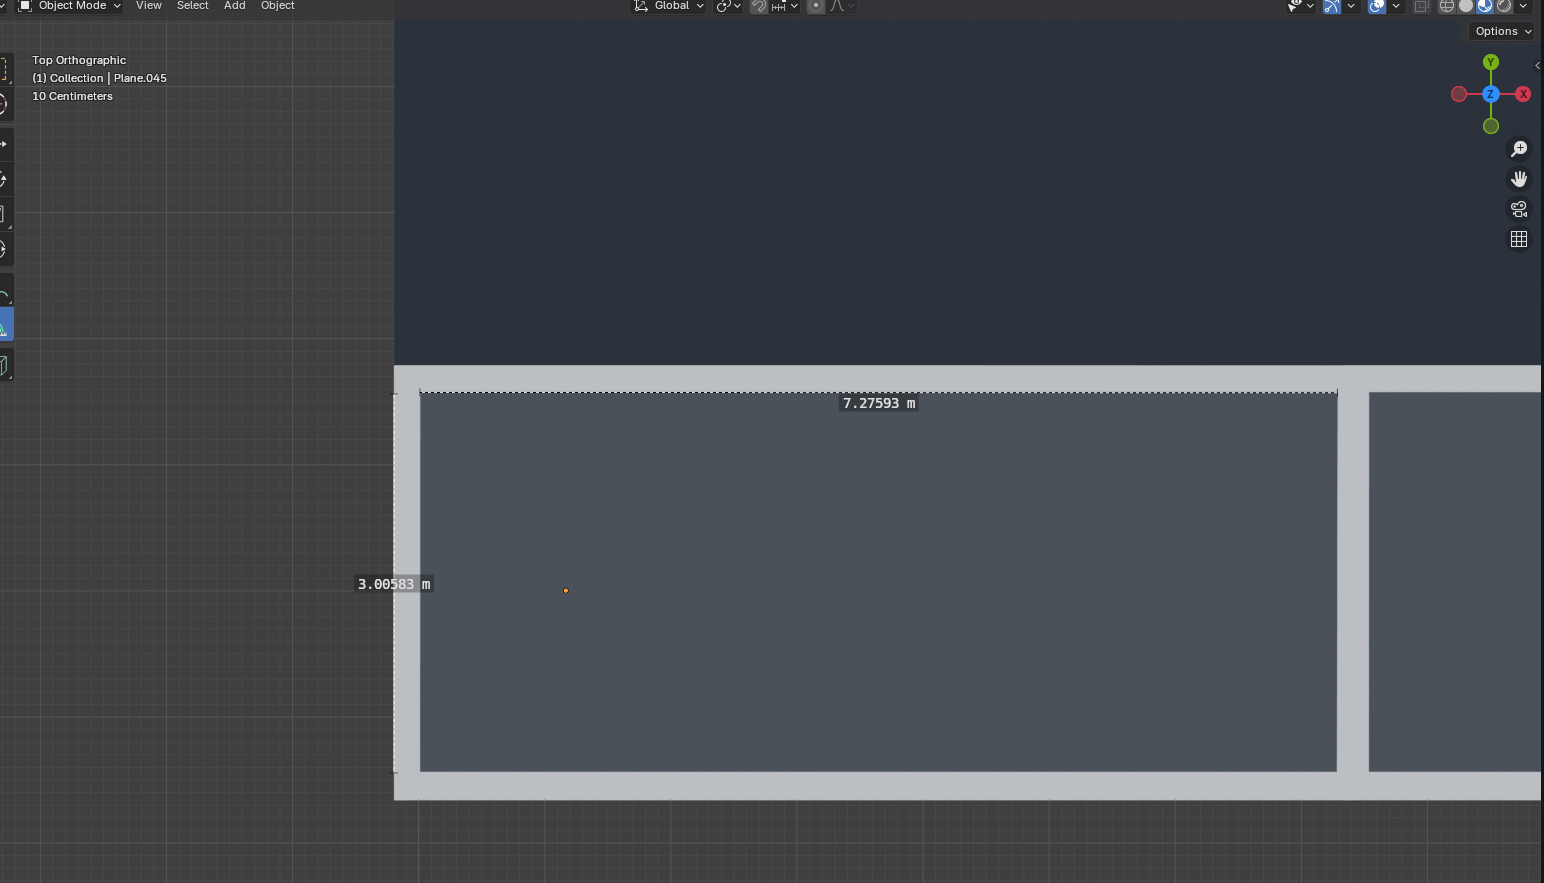 Object Mode View Select Add Object Global
Options
Top Orthographic
(1) Collection | Plane.045
10 Centimeters
Y
Z X
7.27593 m
3.00583 m